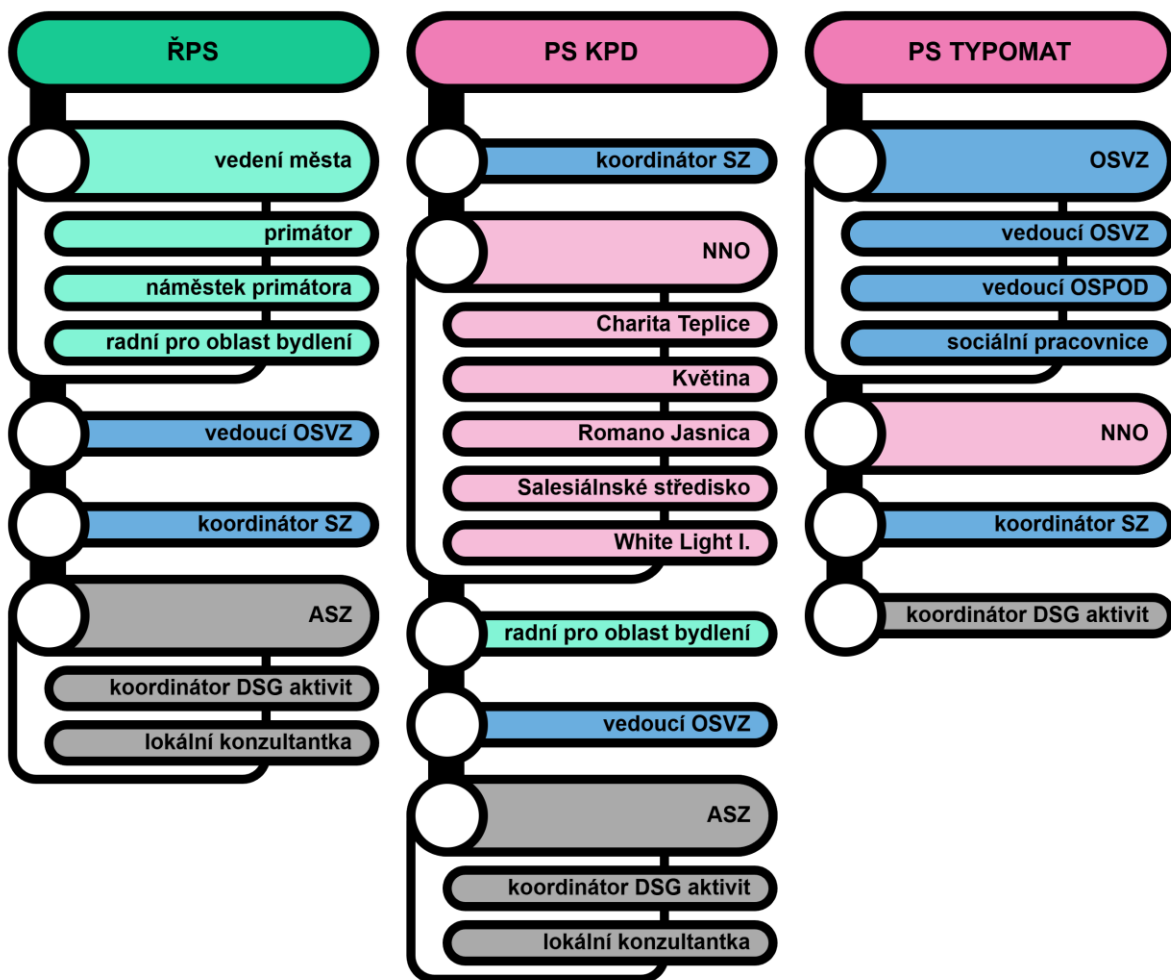 ŘPS
vedení města
primátor
náměstek primátora
radní pro oblast bydlení
vedoucí OSVZ
koordinátor SZ
ASZ
koordinátor DSG aktivit
lokální konzultantka
PS KPD
koordinátor SZ
NNO
Charita Teplice
Květina
Romano Jasnica
Salesiálnské středisko
White Light I.
radní pro oblast bydlení
vedoucí OSVZ
ASZ
koordinátor DSG aktivit
lokální konzultantka
PS TYPOMAT
OSVZ
vedoucí OSVZ
vedoucí OSPOD
sociální pracovnice
NNO
koordinátor SZ
koordinátor DSG aktivit